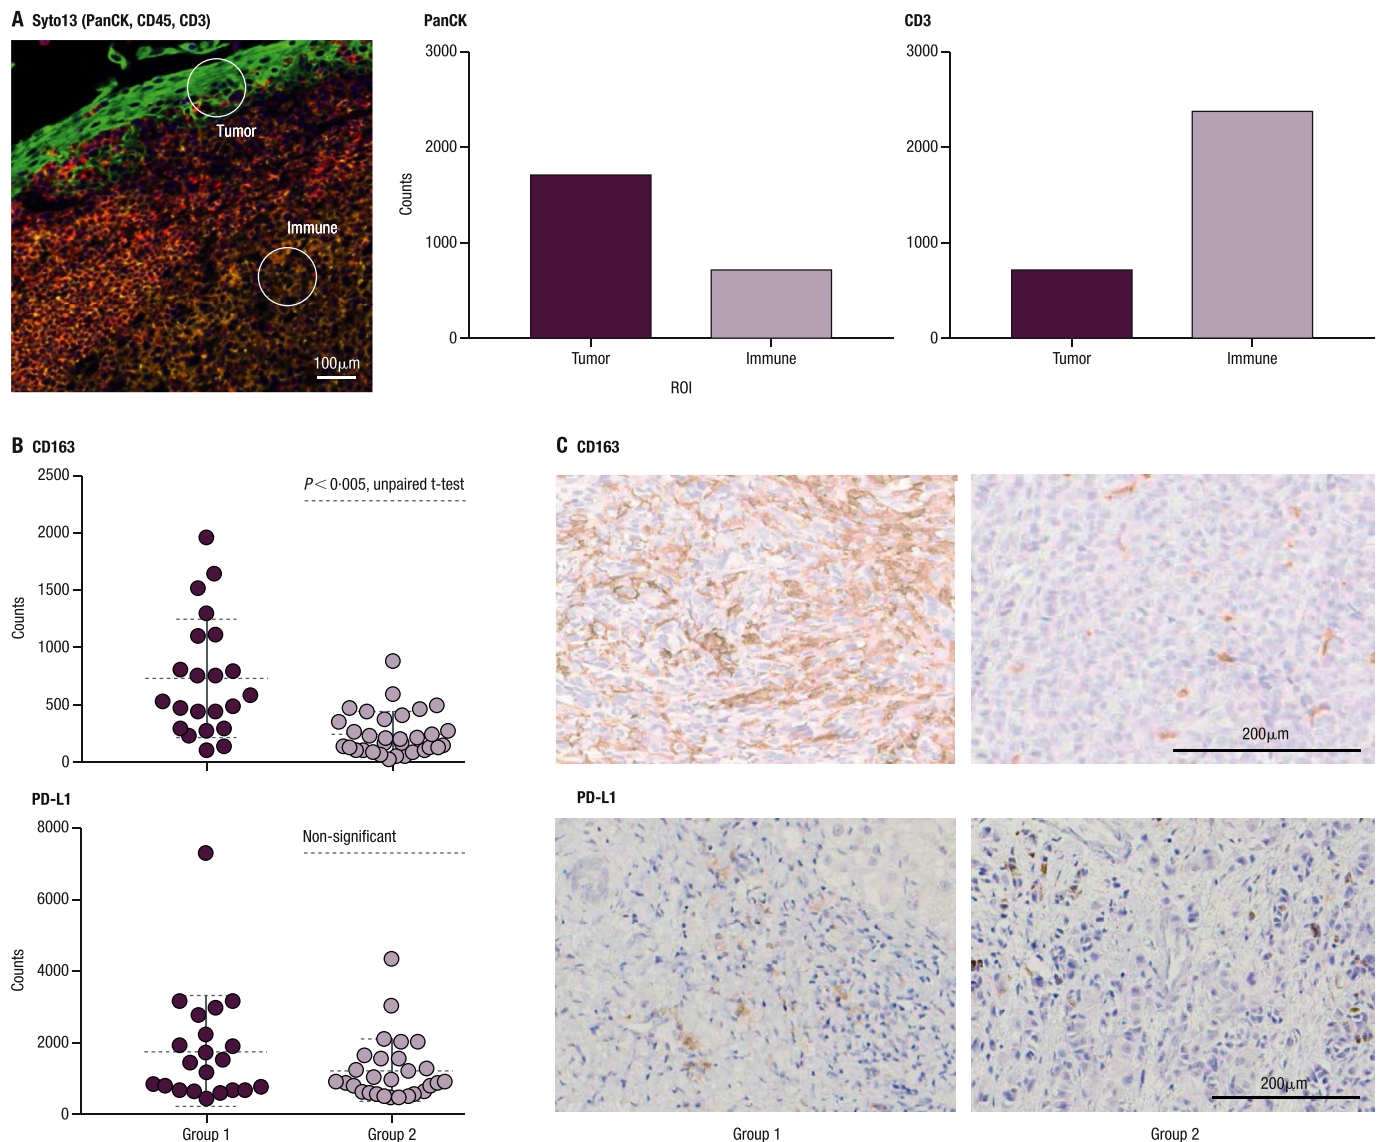 A Syto13 (PanCK, CD45, CD3)
Tumor
Immune
100μm
PanCK
3000
2000
1000
0
Counts
Tumor
Immune
ROI
CD3
3000
2000
1000
0
Tumor
Immune
B CD163
2500
2000
1500
1000
500
0
Counts
P < 0·005, unpaired t-test
PD-L1
8000
6000
4000
2000
0
Counts
Non-significant
Group 1
Group 2
C CD163
200μm
PD-L1
200μm
Group 1
Group 2